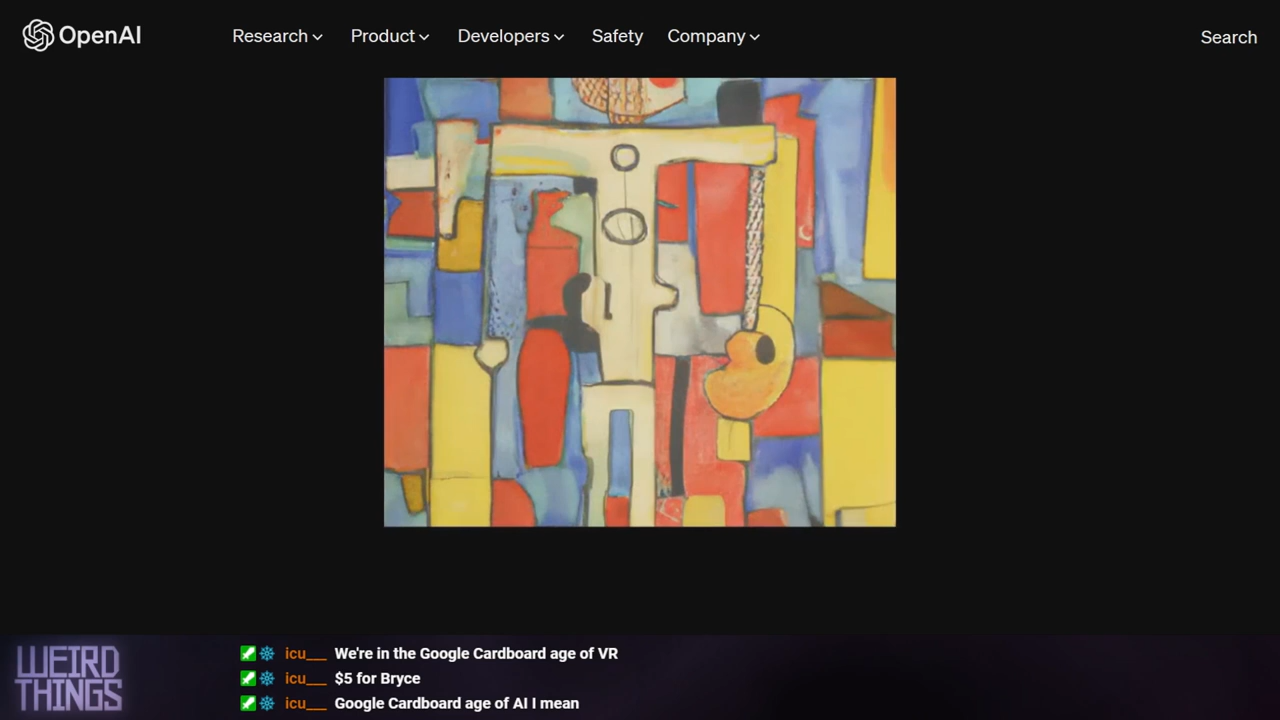 OpenAI Research Product Developers Safety Company Search
WEIRD
THINGS
icu___ We're in the Google Cardboard age of VR
icu___ $5 for Bryce
icu___ Google Cardboard age of AI I mean